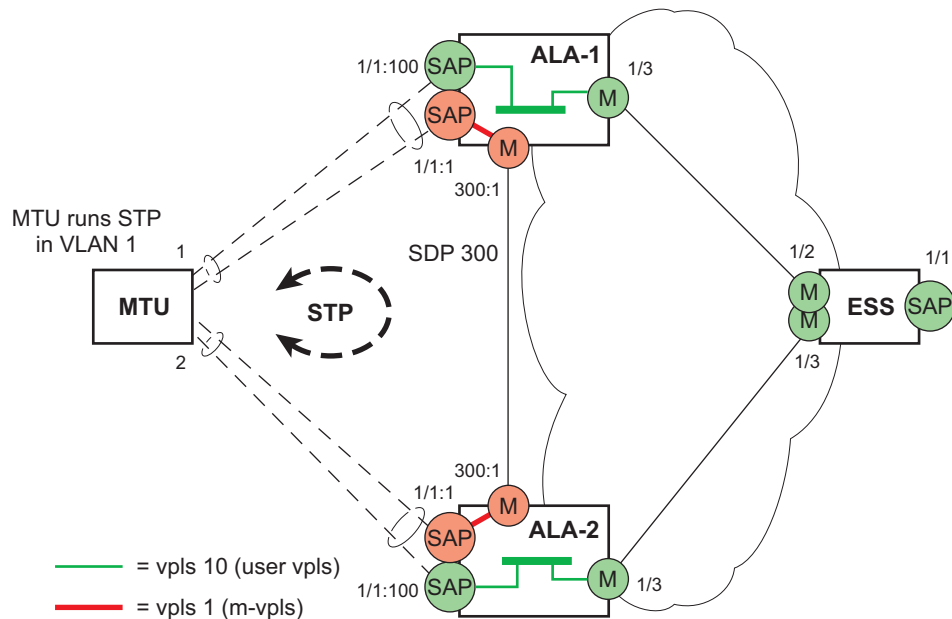 ALA-1
1/3
1/1:100
SAP
M
SAP
M
1/1:1
300:1
MTU runs STP
in VLAN 1
1
SDP 300
1/2
1/1
MTU
STP
M
ESS
SAP
M
2
1/3
300:1
1/1:1
M
SAP
ALA-2
= vpls 10 (user vpls)
SAP
M
1/1:100
1/3
= vpls 1 (m-vpls)